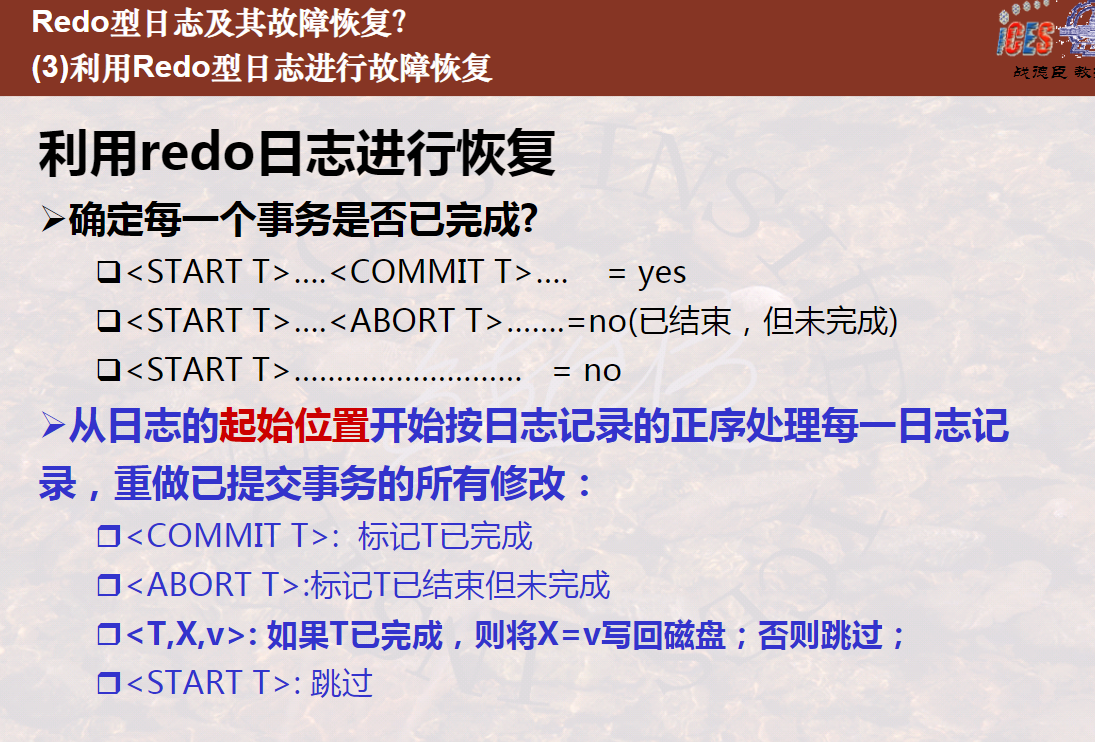 Redo型日志及其故障恢复?
(3)利用Redo型日志进行故障恢复
iCES
战德臣 教
利用redo日志进行恢复
➢确定每一个事务是否已完成?
❑<START T>....<COMMIT T>.... = yes
❑<START T>....<ABORT T>.......=no(已结束，但未完成)
❑<START T>........................... = no
➢从日志的起始位置开始按日志记录的正序处理每一日志记
录，重做已提交事务的所有修改：
❒<COMMIT T>: 标记T已完成
❒<ABORT T>:标记T已结束但未完成
❒<T,X,v>: 如果T已完成，则将X=v写回磁盘；否则跳过；
❒<START T>: 跳过